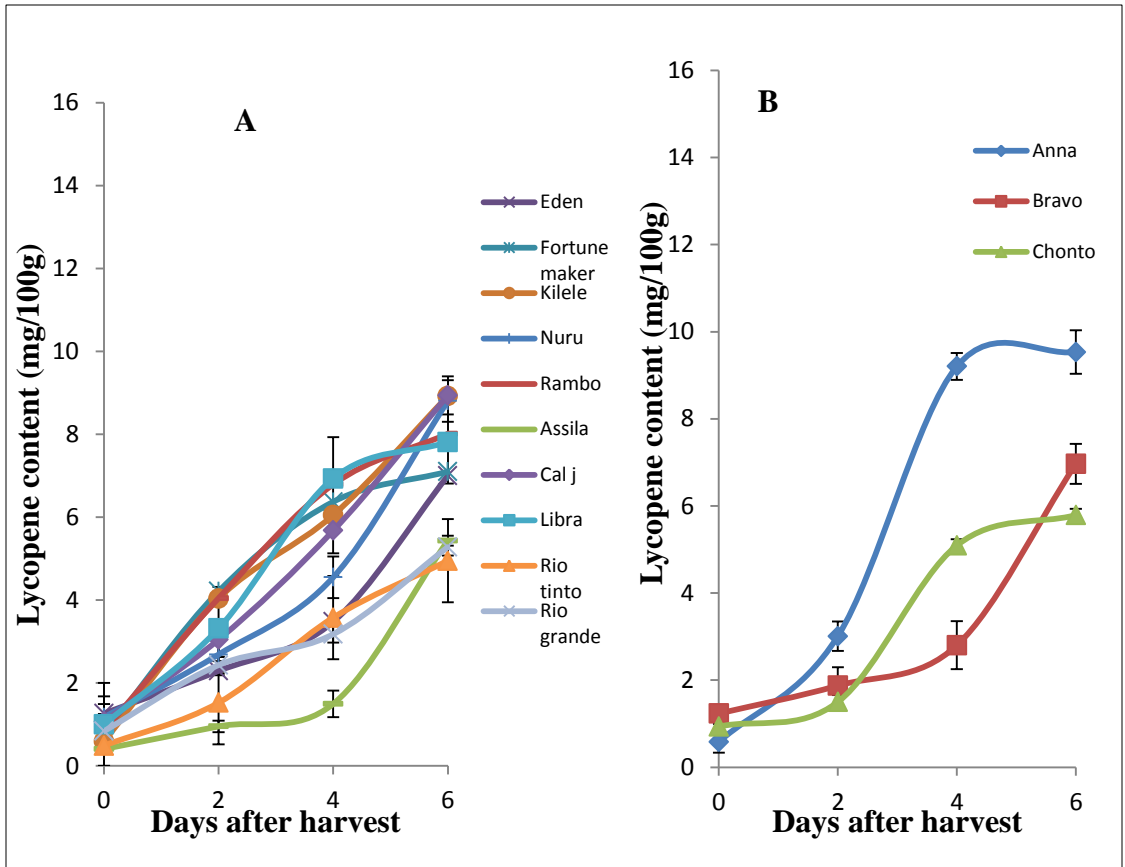 A
Lycopene content (mg/100g)
16
14
12
10
8
6
4
2
0
0 2 4 6
Days after harvest
Eden
Fortune
maker
Kilele
Nuru
Rambo
Assila
Cal j
Libra
Rio
tinto
Rio
grande
B
Lycopene content (mg/100g)
16
14
12
10
8
6
4
2
0
0 2 4 6
Days after harvest
Anna
Bravo
Chonto